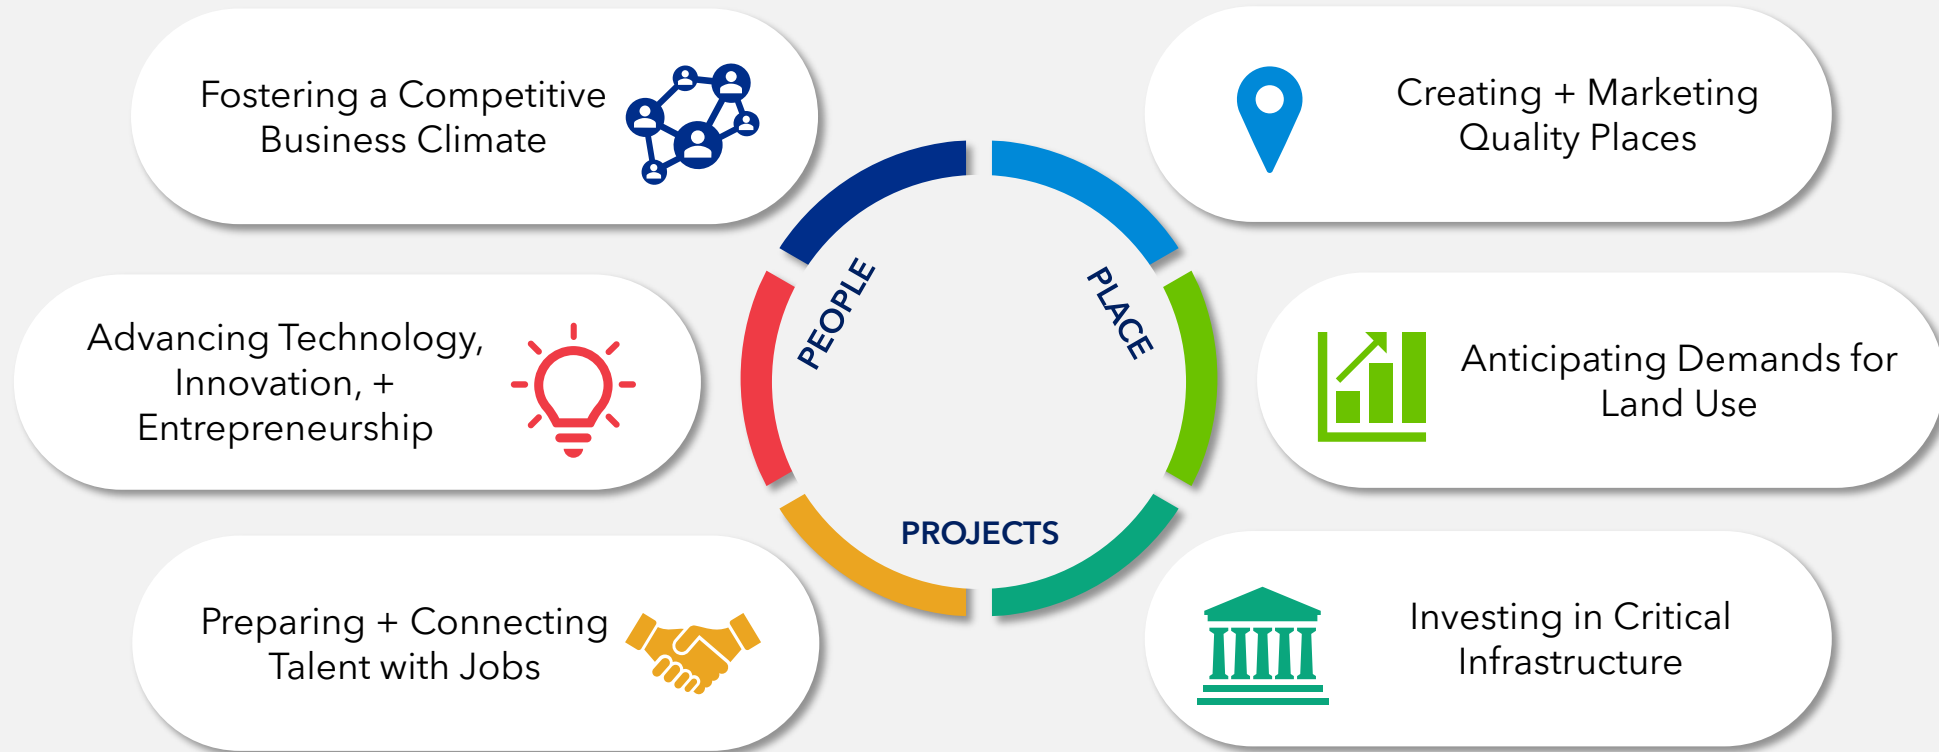 Fostering a Competitive
Business Climate
Creating + Marketing
Quality Places
PEOPLE
PLACE
Advancing Technology,
Innovation, +
Entrepreneurship
Anticipating Demands for
Land Use
PROJECTS
Preparing + Connecting
Talent with Jobs
Investing in Critical
Infrastructure